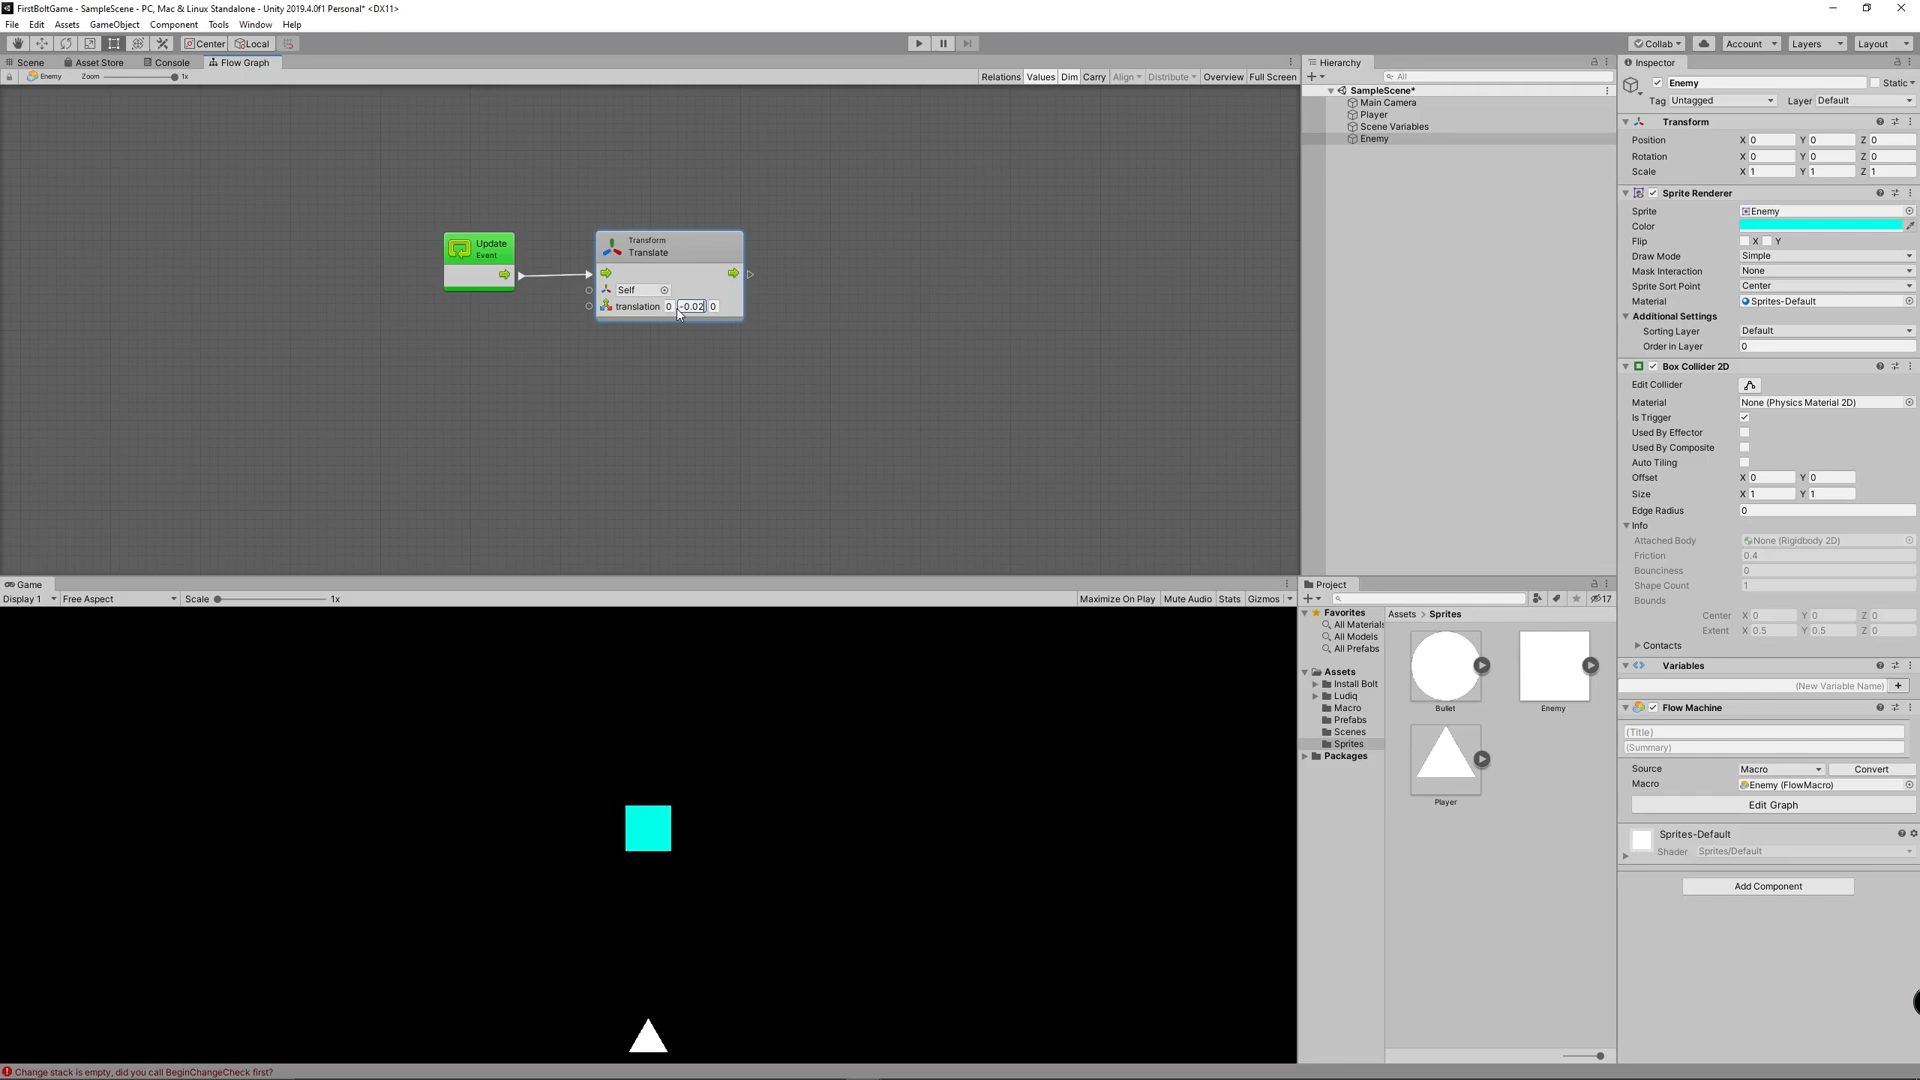 FirstBoltGame - SampleScene - PC, Mac & Linux Standalone - Unity 2019.4.0f1 Personal* <DX11>
File Edit Assets GameObject Component Tools Bolt Window Help
Center Local
Collab Account Layers Layout
Scene Asset Store Console Flow Graph
Enemy Zoom 1x
Relations Values Dim Carry Align Distribute Overview Full Screen
Update
Event
Transform
Translate
Self
translation 0 -0.02 0
Hierarchy
All
SampleScene*
Main Camera
Player
Scene Variables
Enemy
Inspector
Enemy Static
Tag Untagged Layer Default
Transform
Position X 0 Y 0 Z 0
Rotation X 0 Y 0 Z 0
Scale X 1 Y 1 Z 1
Sprite Renderer
Sprite Enemy
Color
Flip X Y
Draw Mode Simple
Mask Interaction None
Sprite Sort Point Center
Material Sprites-Default
Additional Settings
Sorting Layer Default
Order in Layer 0
Box Collider 2D
Edit Collider
Material None (Physics Material 2D)
Is Trigger
Used By Effector
Used By Composite
Auto Tiling
Offset X 0 Y 0
Size X 1 Y 1
Edge Radius 0
Info
Attached Body None (Rigidbody 2D)
Friction 0.4
Bounciness 0
Shape Count 1
Bounds
Center X 0 Y 0 Z 0
Extent X 0.5 Y 0.5 Z 0
Contacts
Variables
(New Variable Name)
Flow Machine
(Title)
(Summary)
Source Macro Convert
Macro Enemy (FlowMacro)
Edit Graph
Sprites-Default
Shader Sprites/Default
Add Component
Game
Display 1 Free Aspect Scale 1x
Maximize On Play Mute Audio Stats Gizmos
Project
17
Favorites
All Materials
All Models
All Prefabs
Assets
Install Bolt
Ludiq
Macro
Prefabs
Scenes
Sprites
Packages
Assets > Sprites
Bullet
Enemy
Player
Change stack is empty, did you call BeginChangeCheck first?